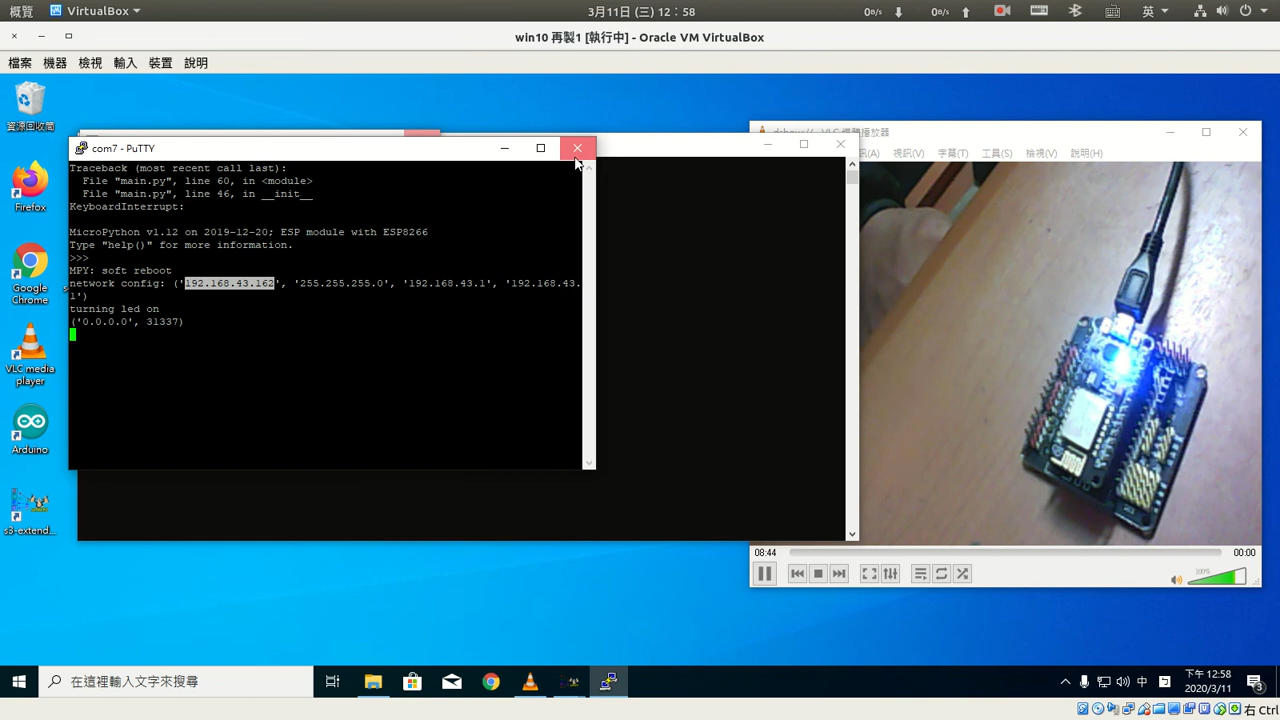 概覽 VirtualBox 3月11日 (三) 12：58 0B/s 0B/s 英
win10 再製1 [執行中] - Oracle VM VirtualBox
檔案 機器 檢視 輸入 裝置 說明
資源回收筒
Firefox
Google Chrome
VLC media player
Arduino
s3-extend...
com7 - PuTTY
Traceback (most recent call last):
File "main.py", line 60, in <module>
File "main.py", line 46, in __init__
KeyboardInterrupt:
MicroPython v1.12 on 2019-12-20; ESP module with ESP8266
Type "help()" for more information.
>>>
MPY: soft reboot
network config: ('192.168.43.162', '255.255.255.0', '192.168.43.1', '192.168.43.
1')
turning led on
('0.0.0.0', 31337)
VLC 媒體播放器
(A) 視訊(V) 字幕(T) 工具(S) 檢視(V) 說明(H)
08:44 00:00
100%
在這裡輸入文字來搜尋
中
下午 12:58
2020/3/11
3
右 Ctrl